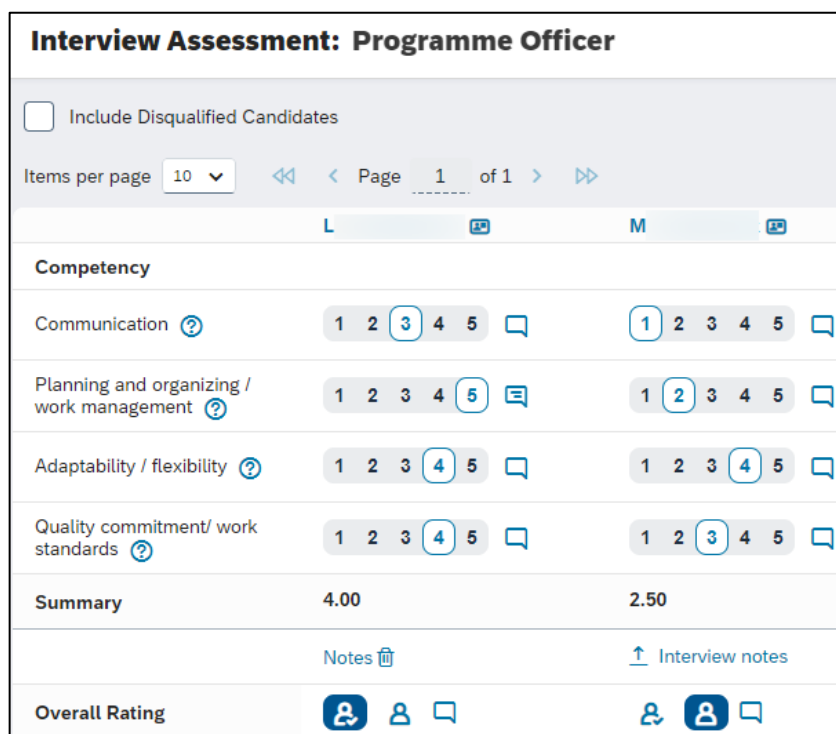 Interview Assessment: Programme Officer
Include Disqualified Candidates
Items per page 10 Page 1 of 1
L M
Competency
Communication 1 2 3 4 5 1 2 3 4 5
Planning and organizing /
work management 1 2 3 4 5 1 2 3 4 5
Adaptability / flexibility 1 2 3 4 5 1 2 3 4 5
Quality commitment/ work
standards 1 2 3 4 5 1 2 3 4 5
Summary 4.00 2.50
Notes Interview notes
Overall Rating